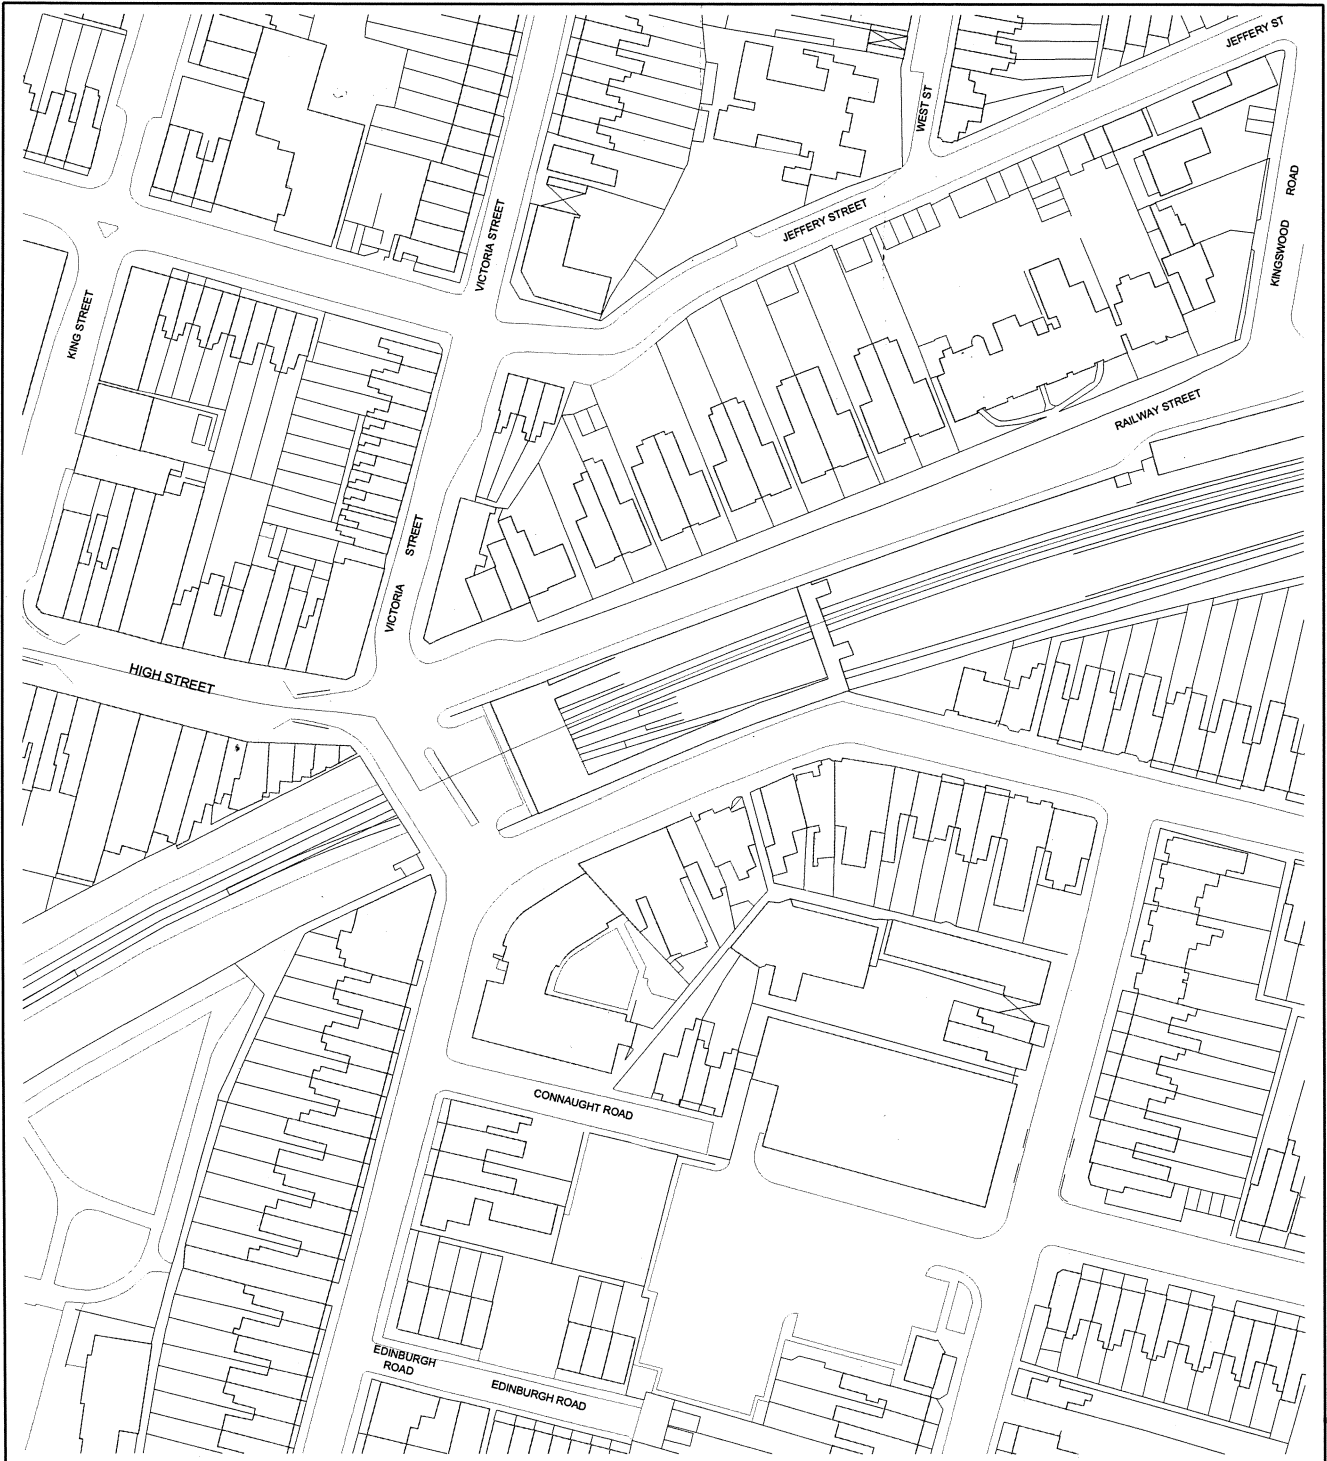 JEFFERY ST
WEST ST
ROAD
KINGSWOOD
JEFFERY STREET
VICTORIA STREET
KING STREET
RAILWAY STREET
STREET
VICTORIA
HIGH STREET
CONNAUGHT ROAD
EDINBURGH
ROAD
EDINBURGH ROAD